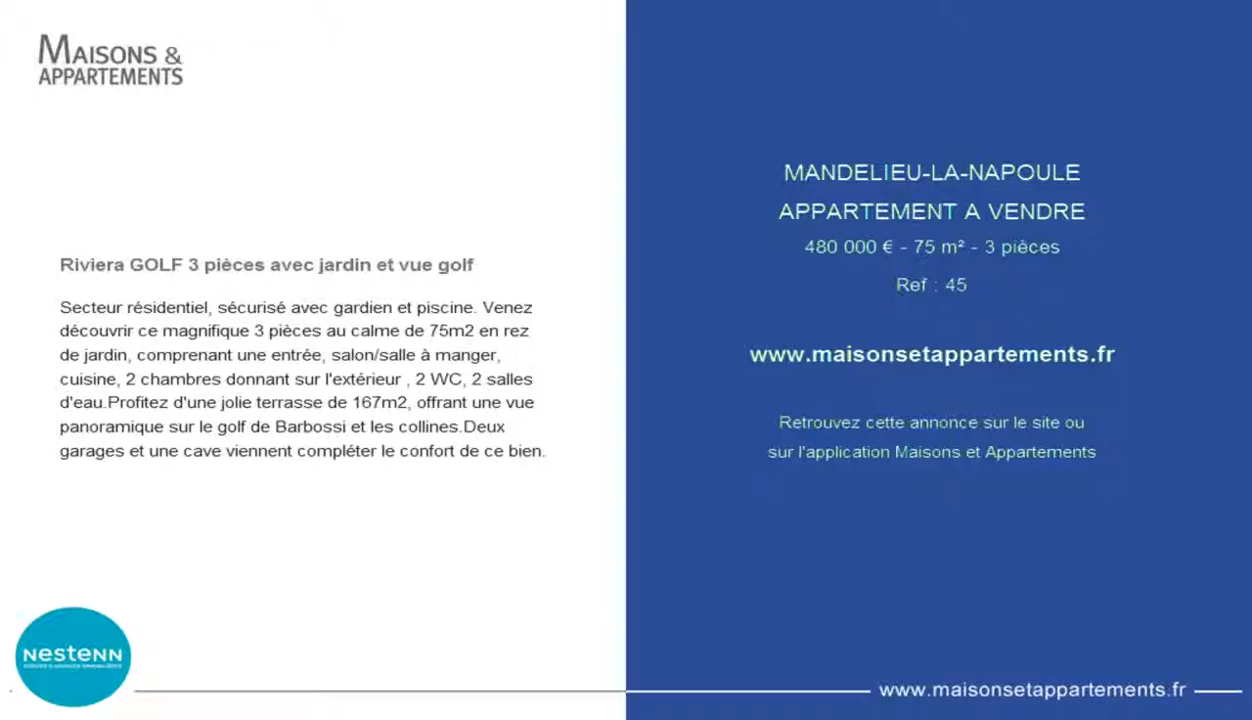 MAISONS &
APPARTEMENTS
Riviera GOLF 3 pièces avec jardin et vue golf
Secteur résidentiel, sécurisé avec gardien et piscine. Venez
découvrir ce magnifique 3 pièces au calme de 75m2 en rez
de jardin, comprenant une entrée, salon/salle à manger,
cuisine, 2 chambres donnant sur l'extérieur , 2 WC, 2 salles
d'eau.Profitez d'une jolie terrasse de 167m2, offrant une vue
panoramique sur le golf de Barbossi et les collines.Deux
garages et une cave viennent compléter le confort de ce bien.
nestenn
MANDELIEU-LA-NAPOULE
APPARTEMENT A VENDRE
480 000 € - 75 m² - 3 pièces
Ref : 45
www.maisonsetappartements.fr
Retrouvez cette annonce sur le site ou
sur l'application Maisons et Appartements
www.maisonsetappartements.fr